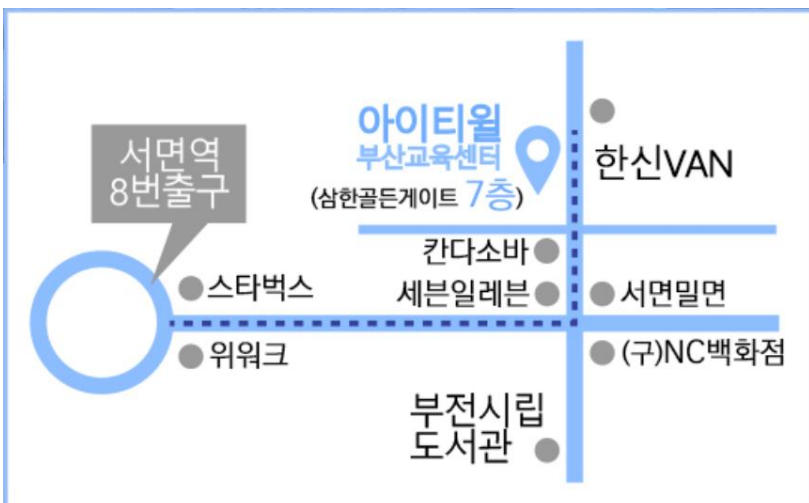 아이티윌
부산교육센터
(삼한골든게이트 7층)
한신VAN
서면역
8번출구
칸다소바
스타벅스
세븐일레븐
서면밀면
위워크
(구)NC백화점
부전시립
도서관